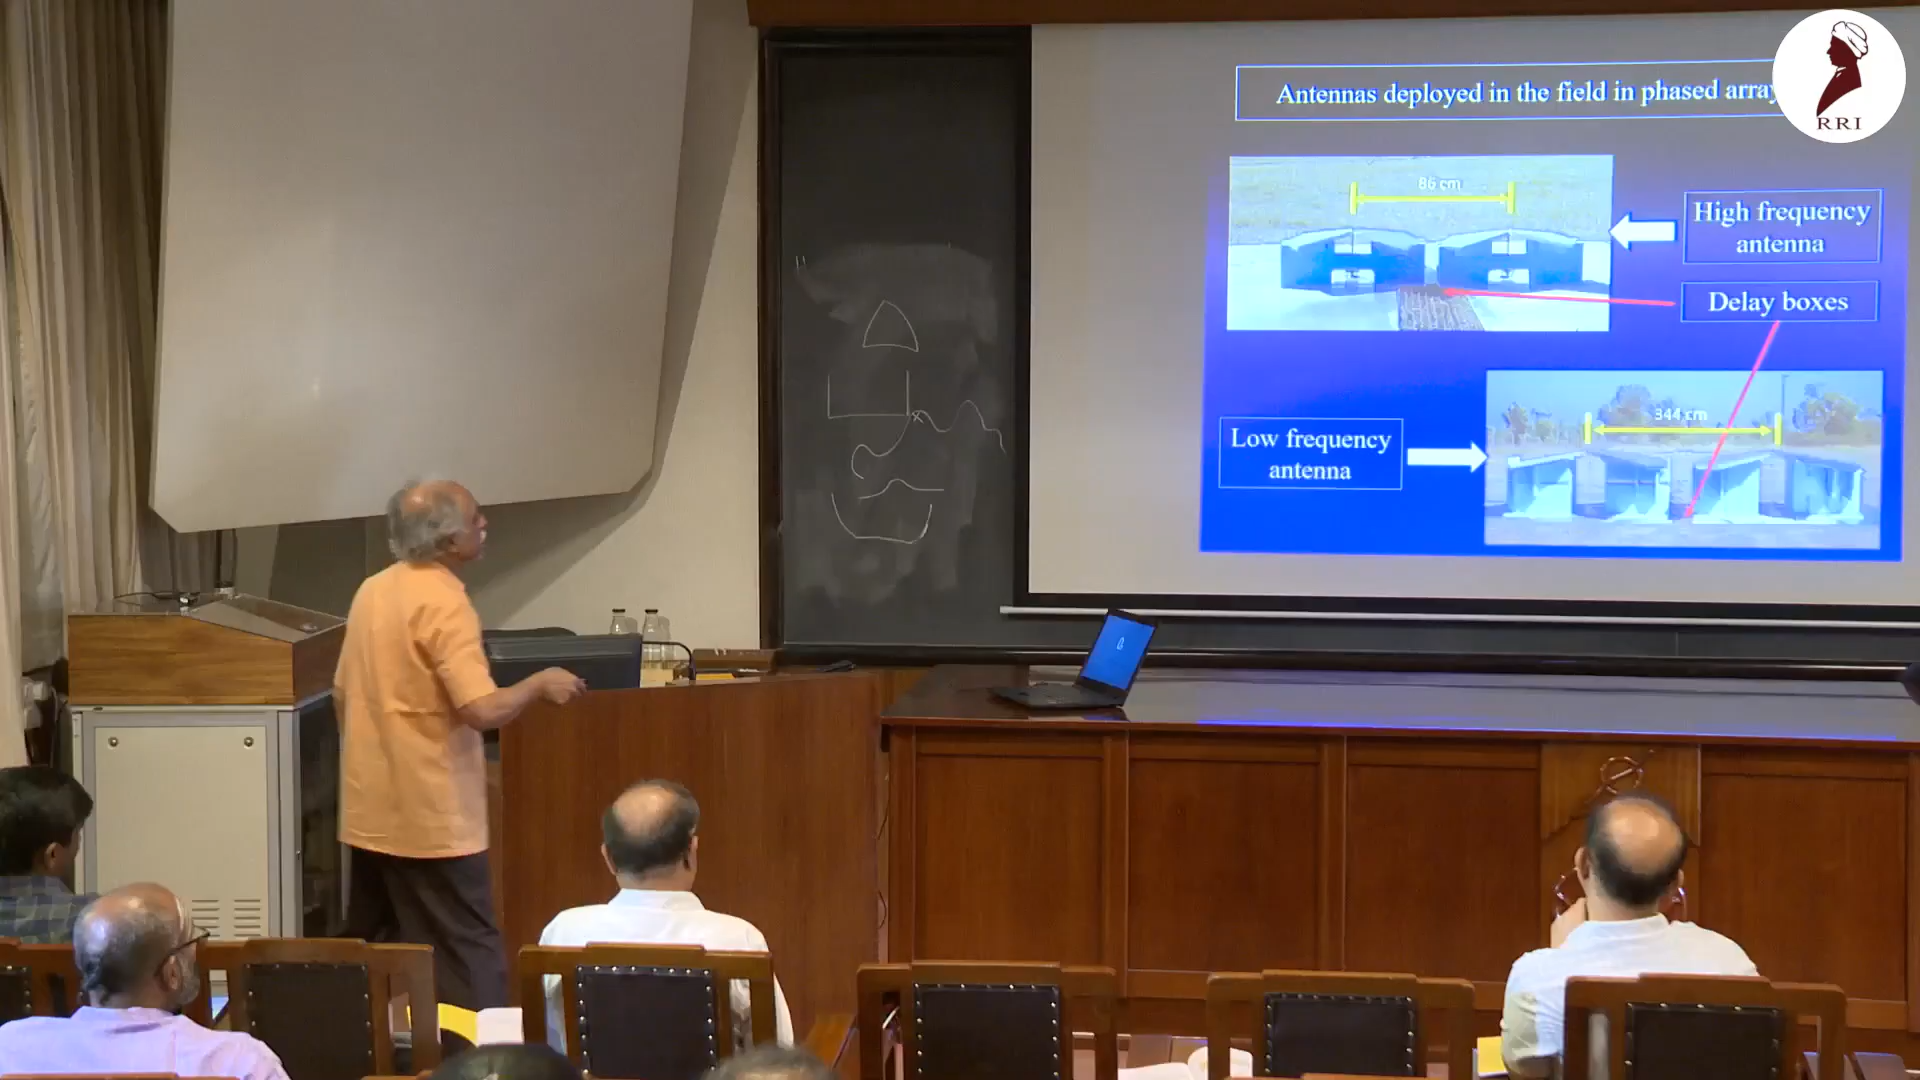 Antennas deployed in the field in phased array
RRI
86 cm
High frequency
antenna
Delay boxes
344 cm
Low frequency
antenna